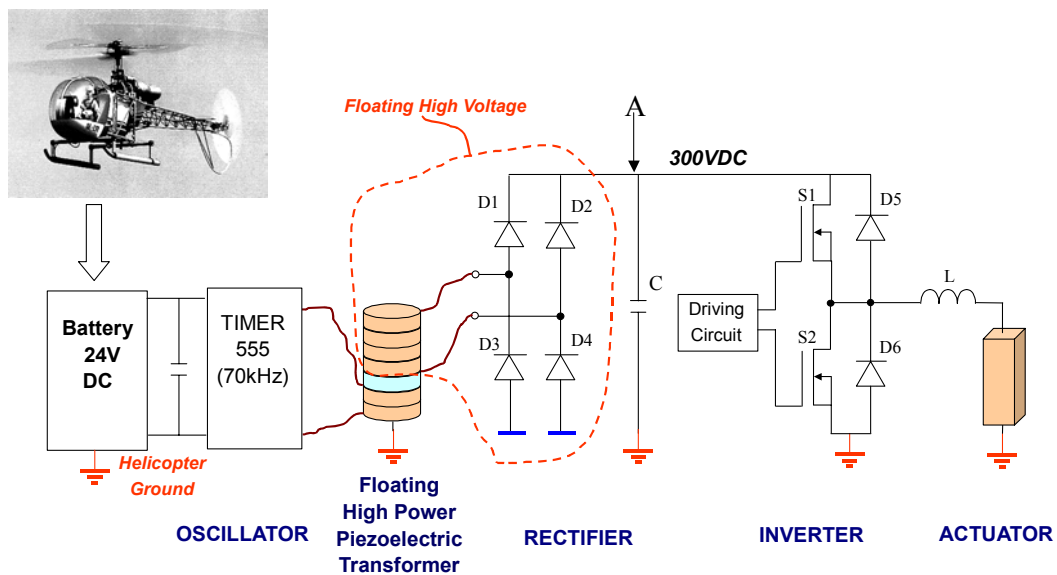 Floating High Voltage
A
300VDC
D1
D2
S1
D5
Battery
24V
DC
TIMER
555
(70kHz)
C
L
Driving
Circuit
D3
D4
S2
D6
Helicopter
Ground
OSCILLATOR
Floating
High Power
Piezoelectric
Transformer
RECTIFIER
INVERTER
ACTUATOR